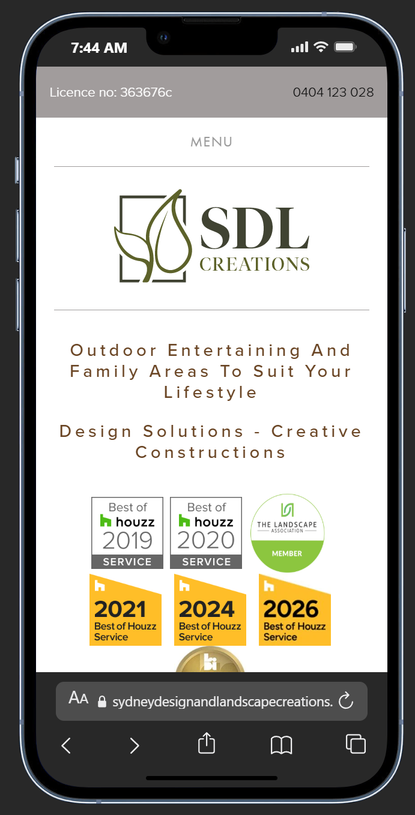 7:44 AM
Licence no: 363676c
0404 123 028
MENU
SDL
CREATIONS
Outdoor Entertaining And
Family Areas To Suit Your
Lifestyle
Design Solutions - Creative
Constructions
Best of
houzz
2019
SERVICE
Best of
houzz
2020
SERVICE
THE LANDSCAPE
ASSOCIATION
MEMBER
2021
Best of Houzz
Service
2024
Best of Houzz
Service
2026
Best of Houzz
Service
AA
sydneydesignandlandscapecreations.